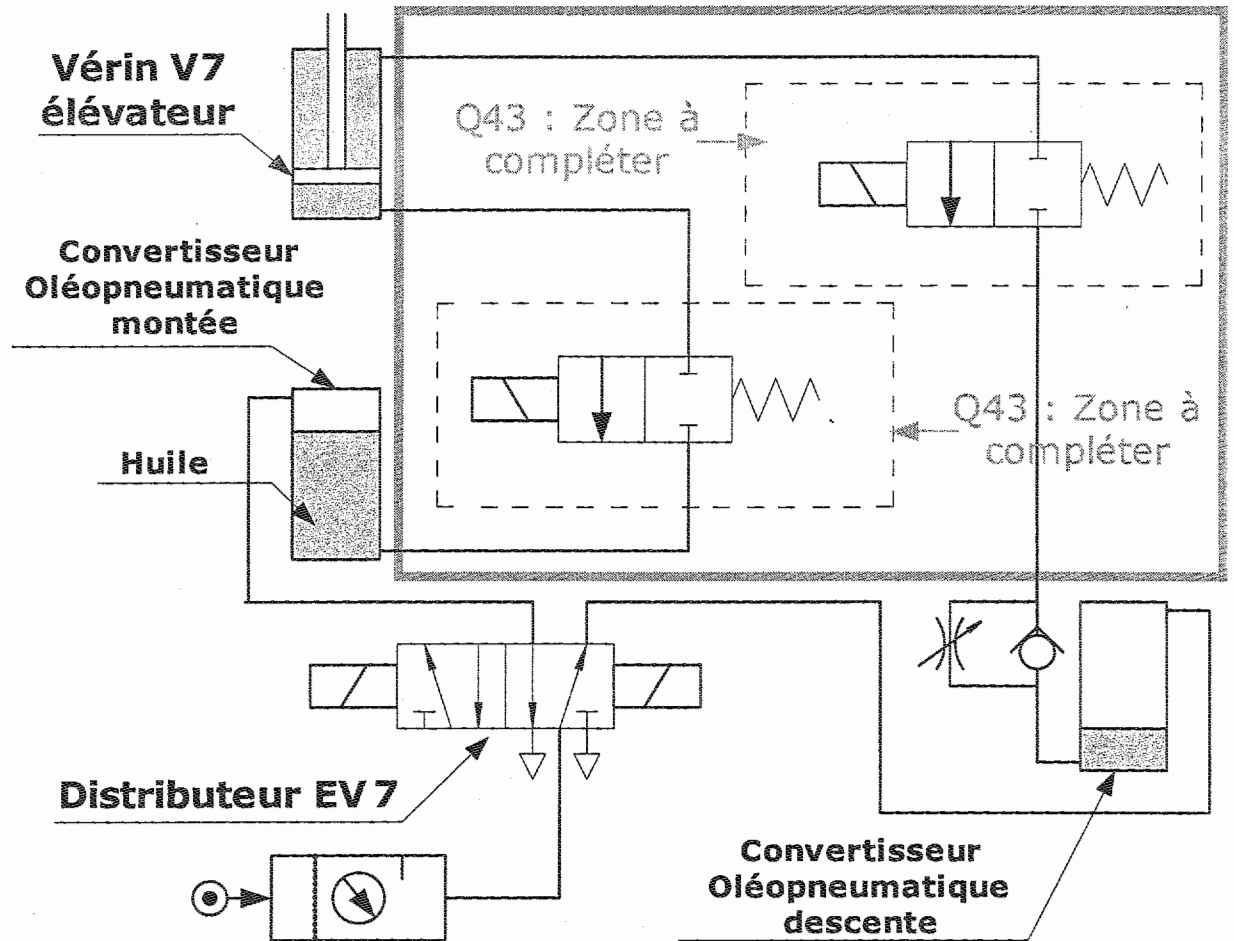 Vérin V7
élévateur
Q43 : Zone à
compléter
Convertisseur
Oléopneumatique
montée
Q43 : Zone à
compléter
Huile
Distributeur EV 7
Convertisseur
Oléopneumatique
descente